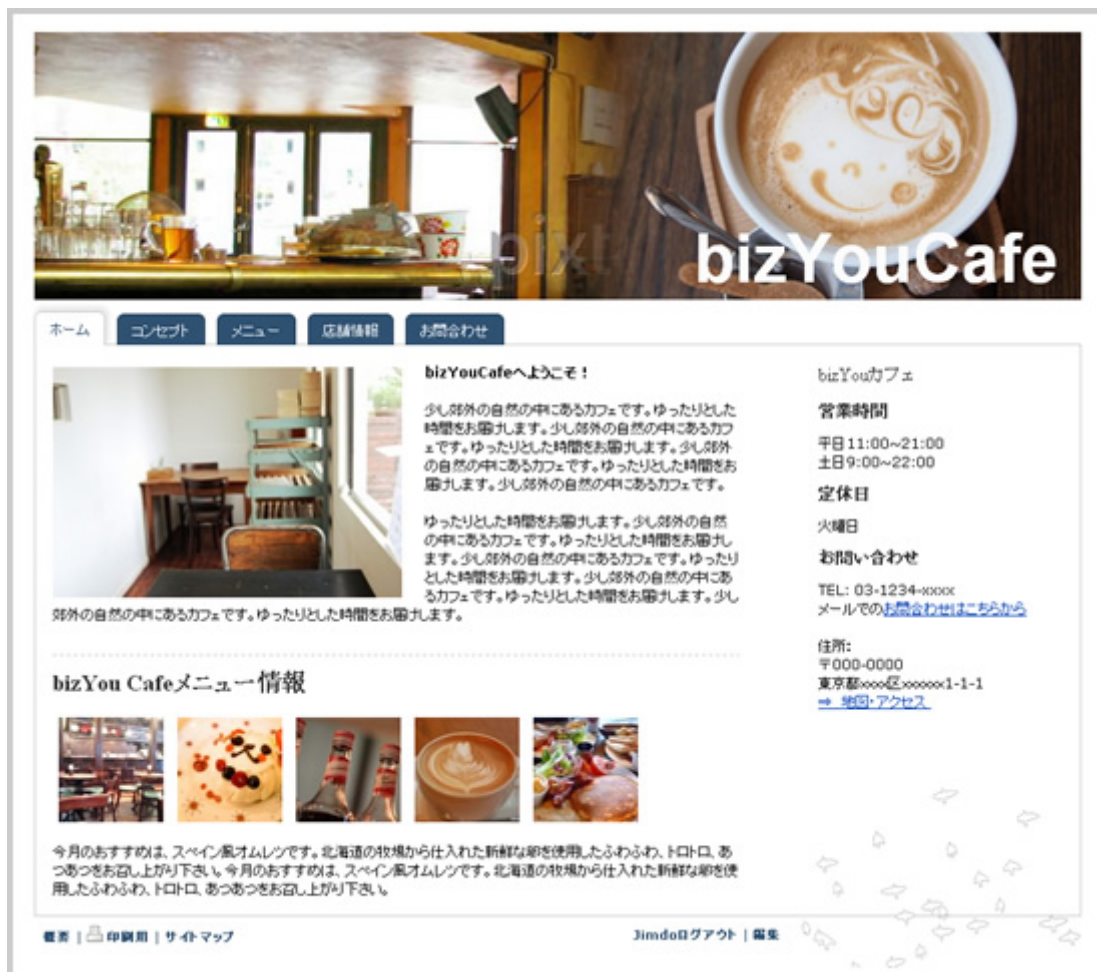 bizYouCafe
ホーム
コンセプト
メニュー
店舗情報
お問合わせ
bizYouCafeへようこそ！
少し郊外の自然の中にあるカフェです。ゆったりとした
時間をお届けします。少し郊外の自然の中にあるカフ
ェです。ゆったりとした時間をお届けします。少し郊外
の自然の中にあるカフェです。ゆったりとした時間をお
届けします。少し郊外の自然の中にあるカフェです。
ゆったりとした時間をお届けします。少し郊外の自然
の中にあるカフェです。ゆったりとした時間をお届けし
ます。少し郊外の自然の中にあるカフェです。ゆったり
とした時間をお届けします。少し郊外の自然の中にあ
るカフェです。ゆったりとした時間をお届けします。少し
郊外の自然の中にあるカフェです。ゆったりとした時間をお届けします。
bizYou Cafeメニュー情報
今月のおすすめは、スペイン風オムレツです。北海道の牧場から仕入れた新鮮な卵を使用したふわふわ、トロトロ、あ
つあつをお召し上がり下さい。今月のおすすめは、スペイン風オムレツです。北海道の牧場から仕入れた新鮮な卵を使
用したふわふわ、トロトロ、あつあつをお召し上がり下さい。
bizYouカフェ
営業時間
平日11:00~21:00
土日9:00~22:00
定休日
火曜日
お問い合わせ
TEL: 03-1234-xxxx
メールでのお問合わせはこちらから
住所:
〒000-0000
東京都xxxx区xxxxxx1-1-1
⇒ 地図・アクセス
概要 | 印刷用 | サイトマップ
Jimdoログアウト | 編集